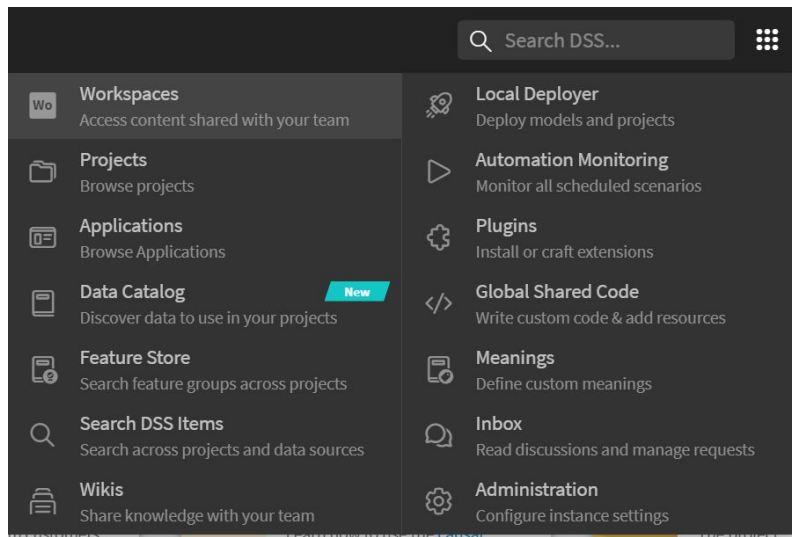 Search DSS...
Wo
Workspaces
Access content shared with your team
Projects
Browse projects
Applications
Browse Applications
Data Catalog
New
Discover data to use in your projects
Feature Store
Search feature groups across projects
Search DSS Items
Search across projects and data sources
Wikis
Share knowledge with your team
Local Deployer
Deploy models and projects
Automation Monitoring
Monitor all scheduled scenarios
Plugins
Install or craft extensions
</>
Global Shared Code
Write custom code & add resources
Meanings
Define custom meanings
Inbox
Read discussions and manage requests
Administration
Configure instance settings